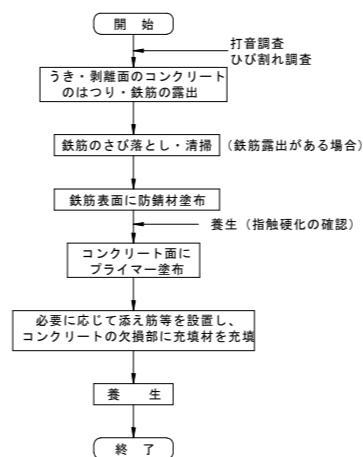 開　始
打音調査
ひび割れ調査
うき・剥離面のコンクリート
のはつり・鉄筋の露出
鉄筋のさび落とし・清掃 (鉄筋露出がある場合)
鉄筋表面に防錆材塗布
養生（指触硬化の確認）
コンクリート面に
プライマー塗布
必要に応じて添え筋等を設置し、
コンクリートの欠損部に充填材を充填
養　生
終　了